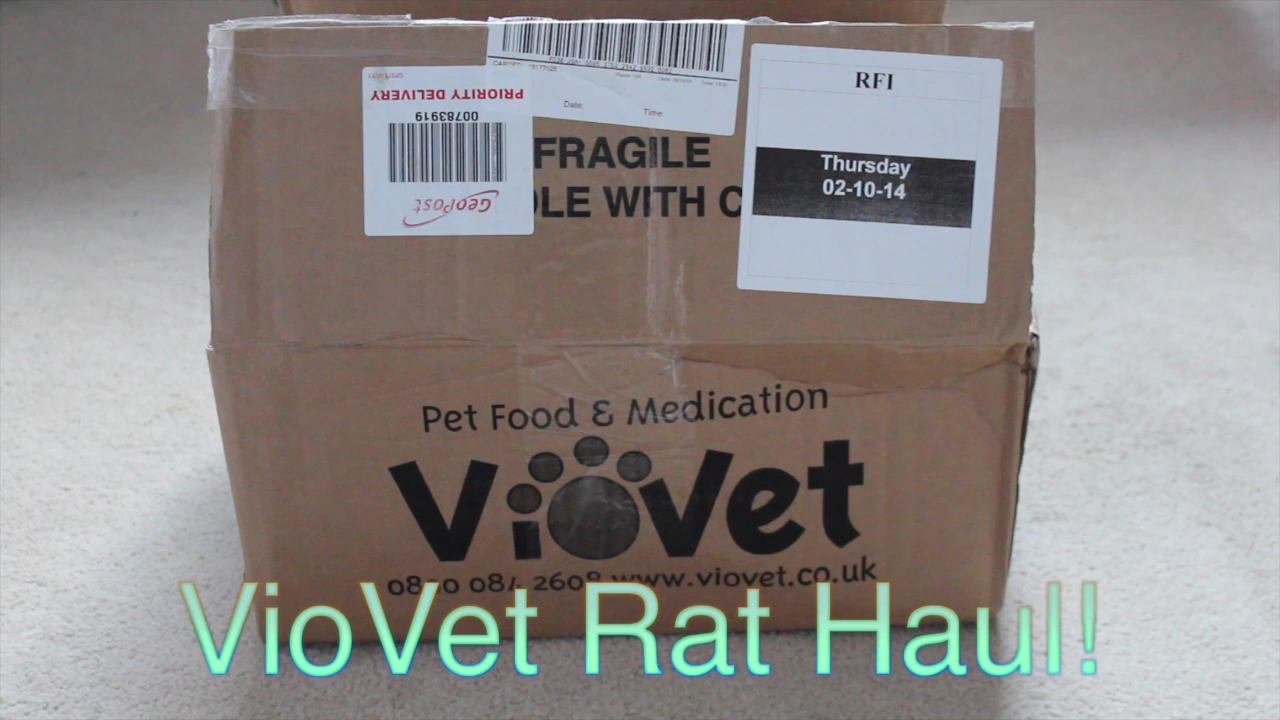 RFI
Thursday
02-10-14
Date:
Time:
PRIORITY DELIVERY
00783919
GeoPost
FRAGILE
LE WITH C
Pet Food & Medication
VioVet
www.viovet.co.uk
VioVet Rat Haul!